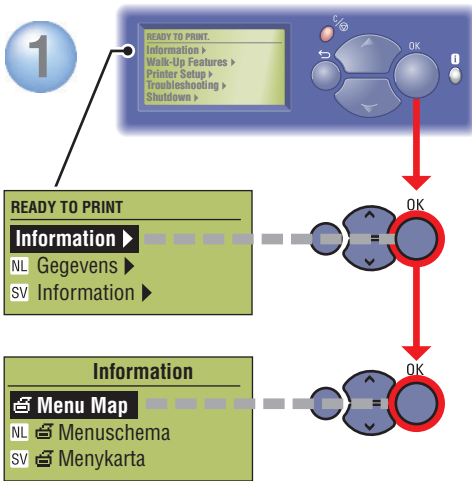 1
READY TO PRINT.
Information
Walk-Up Features
Printer Setup
Troubleshooting
Shutdown
C/
OK
i
READY TO PRINT
Information
NL Gegevens
SV Information
OK
Information
Menu Map
NL Menuschema
SV Menykarta
OK